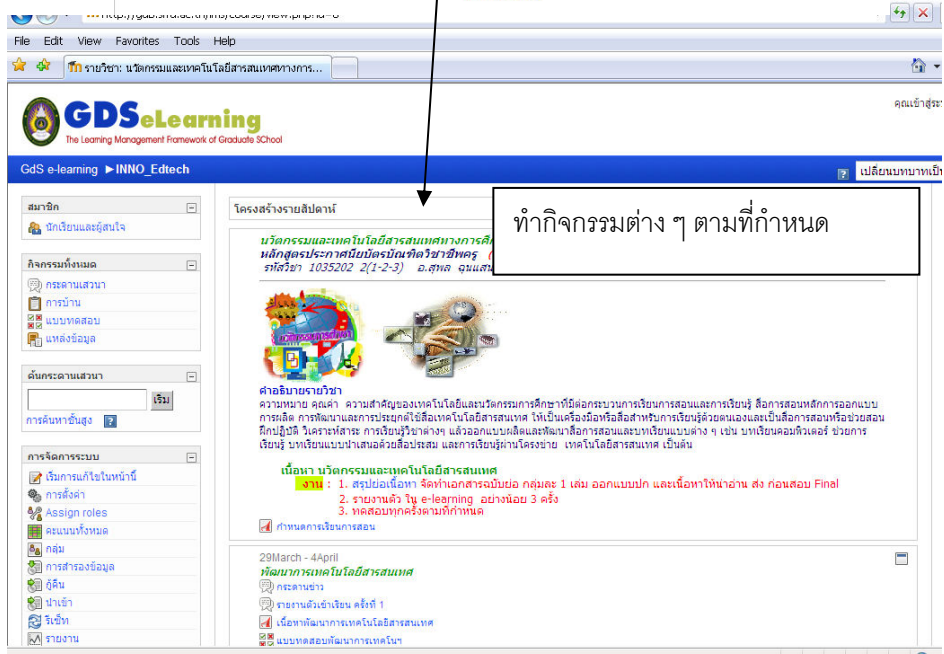 File Edit View Favorites Tools Help
รายวิชา: นวัตกรรมและเทคโนโลยีสารสนเทศทางการ...
GDSeLearning
The Learning Management Framework of Graduate SChool
คุณเข้าสู่ระ
GdS e-learning ►INNO_Edtech
เปลี่ยนบทบาทเป็น
สมาชิก
นักเรียนและผู้สนใจ
กิจกรรมทั้งหมด
กระดานเสวนา
การบ้าน
แบบทดสอบ
แหล่งข้อมูล
ค้นกระดานเสวนา
เริ่ม
การค้นหาขั้นสูง
การจัดการระบบ
เริ่มการแก้ไขในหน้านี้
การตั้งค่า
Assign roles
คะแนนทั้งหมด
กลุ่ม
การสำรองข้อมูล
กู้คืน
นำเข้า
รีเซ็ท
รายงาน
โครงสร้างรายสัปดาห์
ทำกิจกรรมต่าง ๆ ตามที่กำหนด
นวัตกรรมและเทคโนโลยีสารสนเทศทางการศึ
หลักสูตรประกาศนียบัตรบัณฑิตวิชาชีพครู (
รหัสวิชา 1035202 2(1-2-3) อ.สุพล ฉุนแสน
นวัตกรรมการศึกษา
คำอธิบายรายวิชา
ความหมาย คุณค่า ความสำคัญของเทคโนโลยีและนวัตกรรมการศึกษาที่มีต่อกระบวนการเรียนการสอนและการเรียนรู้ สื่อการสอนหลักการออกแบบ
การผลิต การพัฒนาและการประยุกต์ใช้สื่อเทคโนโลยีสารสนเทศ ให้เป็นเครื่องมือหรือสื่อสำหรับการเรียนรู้ด้วยตนเองและเป็นสื่อการสอนหรือช่วยสอน
ฝึกปฏิบัติ วิเคราะห์สาระ การเรียนรู้วิชาต่างๆ แล้วออกแบบผลิตและพัฒนาสื่อการสอนและบทเรียนแบบต่าง ๆ เช่น บทเรียนคอมพิวเตอร์ ช่วยการ
เรียนรู้ บทเรียนแบบนำเสนอด้วยสื่อประสม และการเรียนรู้ผ่านโครงข่าย เทคโนโลยีสารสนเทศ เป็นต้น
เนื้อหา นวัตกรรมและเทคโนโลยีสารสนเทศ
งาน : 1. สรุปย่อเนื้อหา จัดทำเอกสารฉบับย่อ กลุ่มละ 1 เล่ม ออกแบบปก และเนื้อหาให้น่าอ่าน ส่ง ก่อนสอบ Final
2. รายงานตัว ใน e-learning อย่างน้อย 3 ครั้ง
3. ทดสอบทุกครั้งตามที่กำหนด
กำหนดการเรียนการสอน
29March - 4April
พัฒนาการเทคโนโลยีสารสนเทศ
กระดานข่าว
รายงานตัวเข้าเรียน ครั้งที่ 1
เนื้อหาพัฒนาการเทคโนโลยีสารสนเทศ
แบบทดสอบพัฒนาการเทคโนฯ